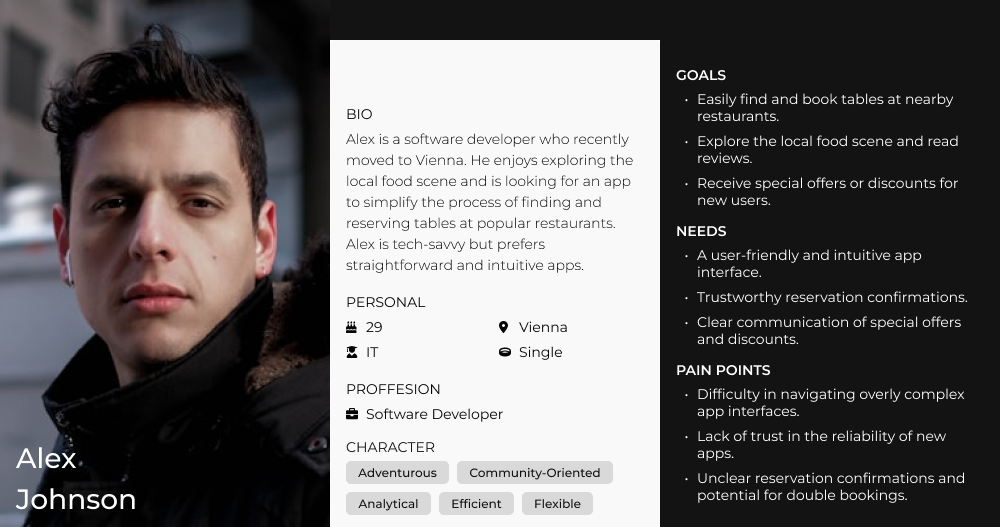 Alex
Johnson
BIO
Alex is a software developer who recently
moved to Vienna. He enjoys exploring the
local food scene and is looking for an app
to simplify the process of finding and
reserving tables at popular restaurants.
Alex is tech-savvy but prefers
straightforward and intuitive apps.
PERSONAL
29
Vienna
IT
Single
PROFFESION
Software Developer
CHARACTER
Adventurous
Community-Oriented
Analytical
Efficient
Flexible
GOALS
• Easily find and book tables at nearby
restaurants.
• Explore the local food scene and read
reviews.
• Receive special offers or discounts for
new users.
NEEDS
• A user-friendly and intuitive app
interface.
• Trustworthy reservation confirmations.
• Clear communication of special offers
and discounts.
PAIN POINTS
• Difficulty in navigating overly complex
app interfaces.
• Lack of trust in the reliability of new
apps.
• Unclear reservation confirmations and
potential for double bookings.